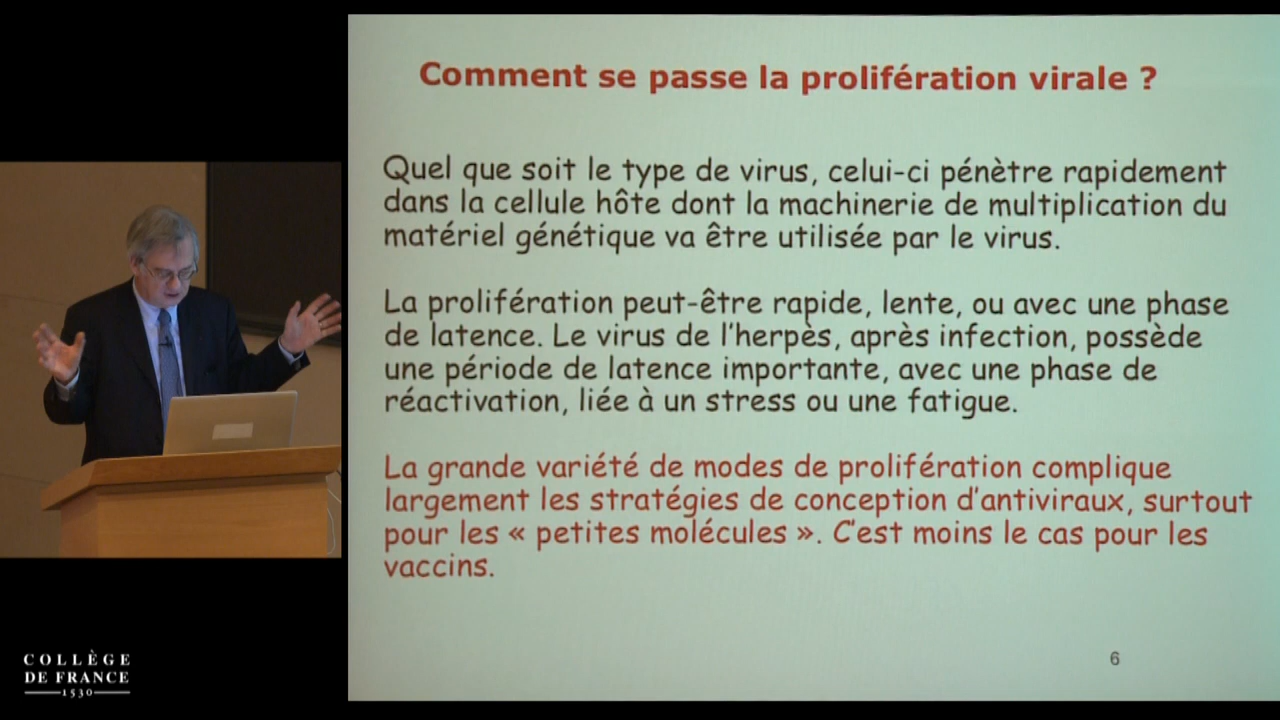 Comment se passe la prolifération virale ?
Quel que soit le type de virus, celui-ci pénètre rapidement
dans la cellule hôte dont la machinerie de multiplication du
matériel génétique va être utilisée par le virus.
La prolifération peut-être rapide, lente, ou avec une phase
de latence. Le virus de l'herpès, après infection, possède
une période de latence importante, avec une phase de
réactivation, liée à un stress ou une fatigue.
La grande variété de modes de prolifération complique
largement les stratégies de conception d'antiviraux, surtout
pour les « petites molécules ». C'est moins le cas pour les
vaccins.
6
COLLÈGE
DE FRANCE
1530